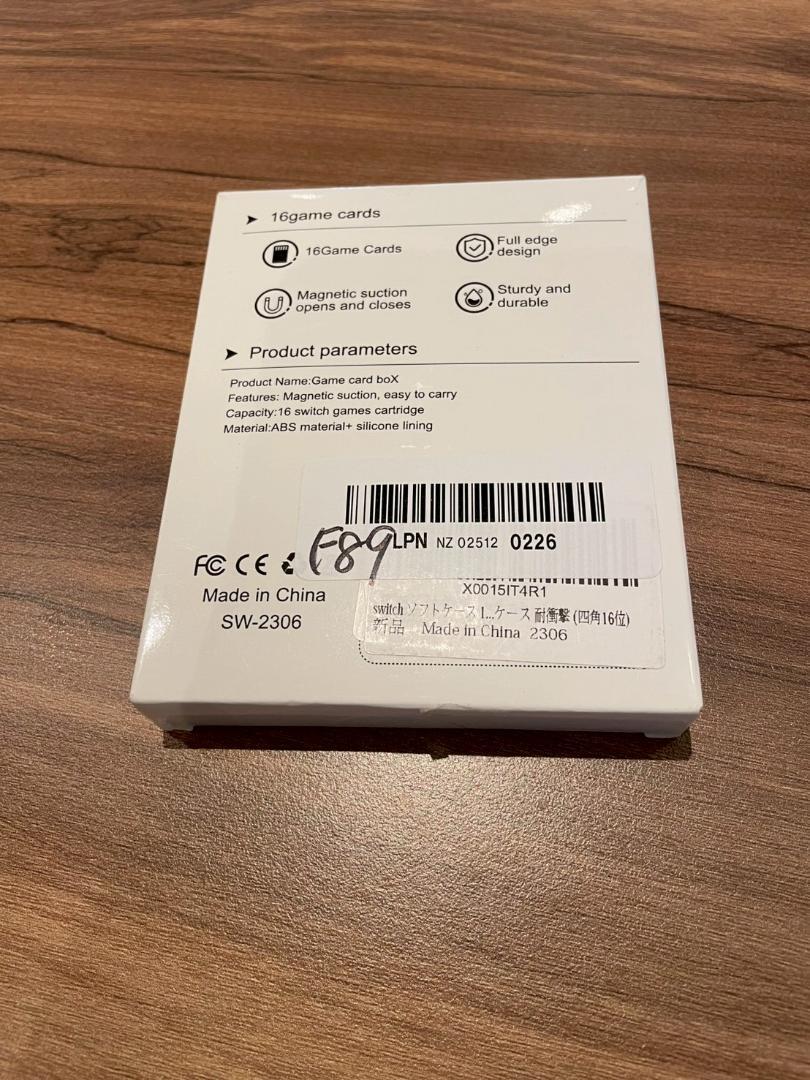 16game cards
16Game Cards
Full edge
design
Magnetic suction
opens and closes
Sturdy and
durable
Product parameters
Product Name:Game card boX
Features: Magnetic suction, easy to carry
Capacity:16 switch games cartridge
Material:ABS material+ silicone lining
F89
LPN NZ 02512 0226
FC CE
Made in China
SW-2306
X0015IT4R1
switch ソフトケース l...ケース 耐衝撃 (四角16位)
新品 Made in China 2306